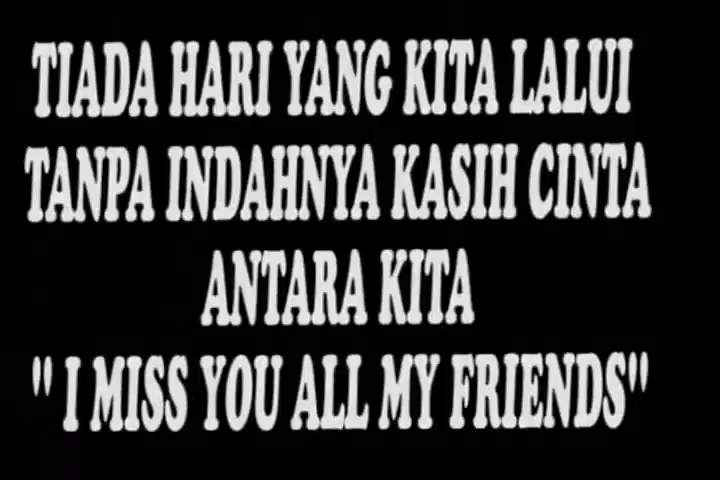 TIADA HARI YANG KITA LALUI
TANPA INDAHNYA KASIH CINTA
ANTARA KITA
" I MISS YOU ALL MY FRIENDS"